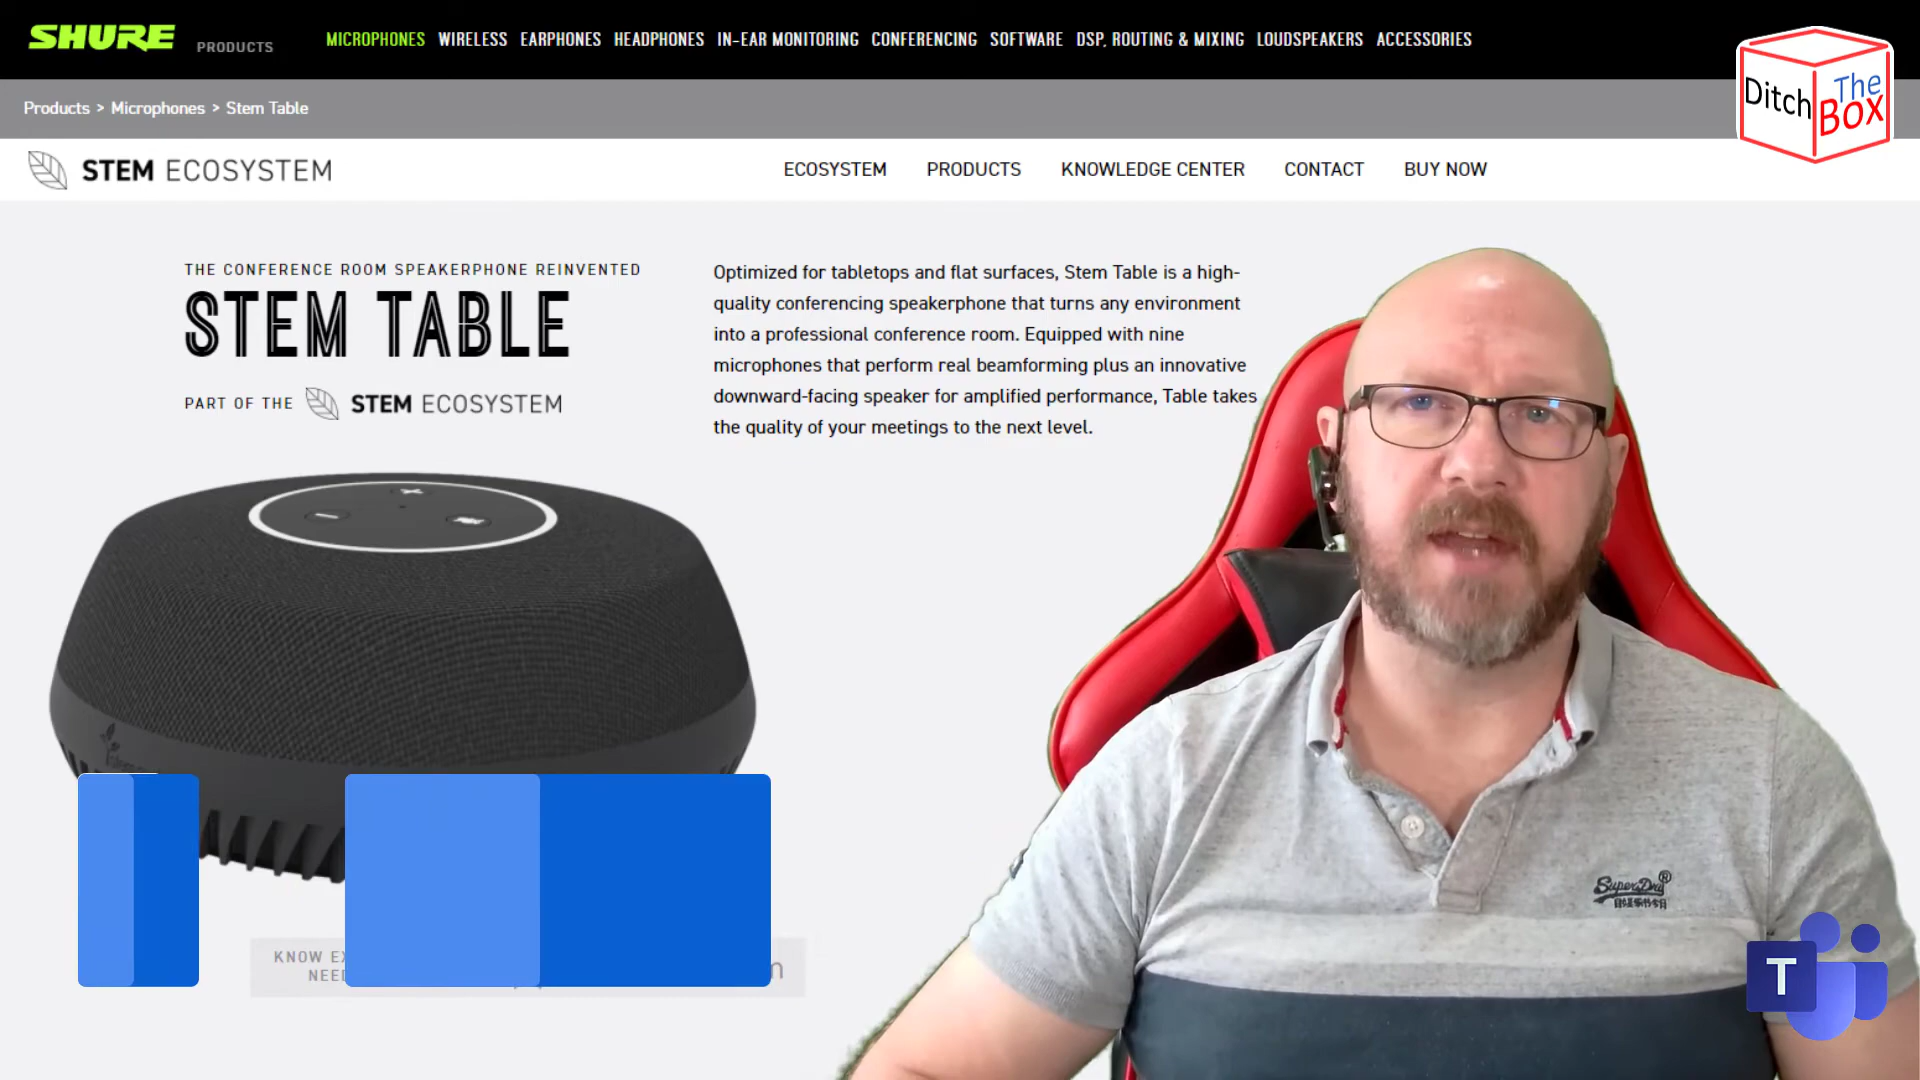 SHURE PRODUCTS MICROPHONES WIRELESS EARPHONES HEADPHONES IN-EAR MONITORING CONFERENCING SOFTWARE DSP, ROUTING & MIXING LOUDSPEAKERS ACCESSORIES
Ditch The BOX
Products > Microphones > Stem Table
STEM ECOSYSTEM ECOSYSTEM PRODUCTS KNOWLEDGE CENTER CONTACT BUY NOW
THE CONFERENCE ROOM SPEAKERPHONE REINVENTED
STEM TABLE
PART OF THE STEM ECOSYSTEM
Optimized for tabletops and flat surfaces, Stem Table is a high-
quality conferencing speakerphone that turns any environment
into a professional conference room. Equipped with nine
microphones that perform real beamforming plus an innovative
downward-facing speaker for amplified performance, Table takes
the quality of your meetings to the next level.
KNOW
SuperDry®
T